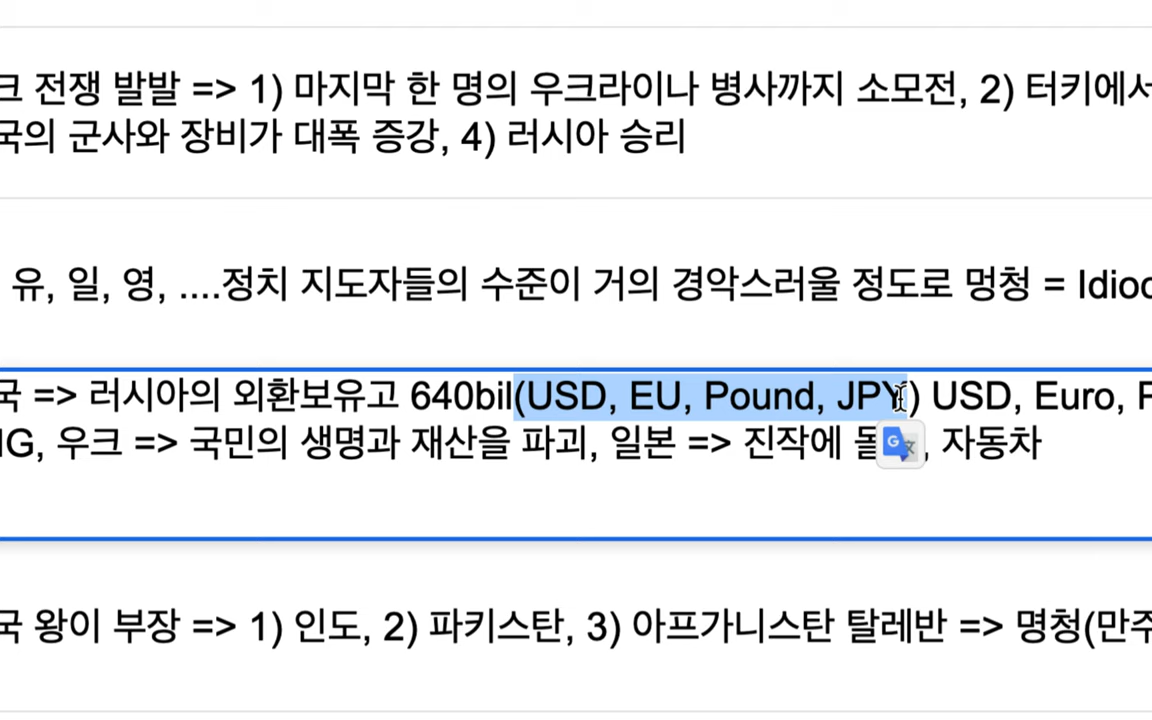 크 전쟁 발발 => 1) 마지막 한 명의 우크라이나 병사까지 소모전, 2) 터키에서
국의 군사와 장비가 대폭 증강, 4) 러시아 승리
유, 일, 영, ....정치 지도자들의 수준이 거의 경악스러울 정도로 멍청 = Idioc
국 => 러시아의 외환보유고 640bil(USD, EU, Pound, JPY) USD, Euro, P
NG, 우크 => 국민의 생명과 재산을 파괴, 일본 => 진작에 돌, 자동차
국 왕이 부장 => 1) 인도, 2) 파키스탄, 3) 아프가니스탄 탈레반 => 명청(만주